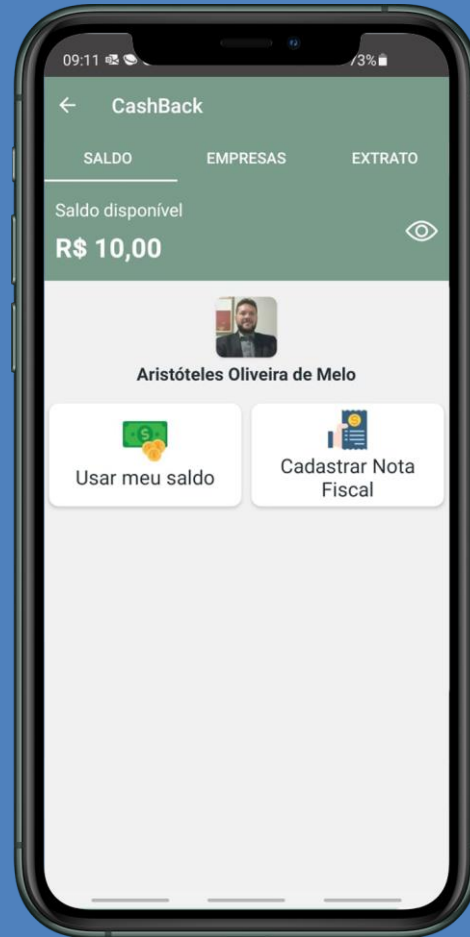 09:11
73%
CashBack
SALDO EMPRESAS EXTRATO
Saldo disponível
R$ 10,00
Aristóteles Oliveira de Melo
Usar meu saldo
Cadastrar Nota
Fiscal